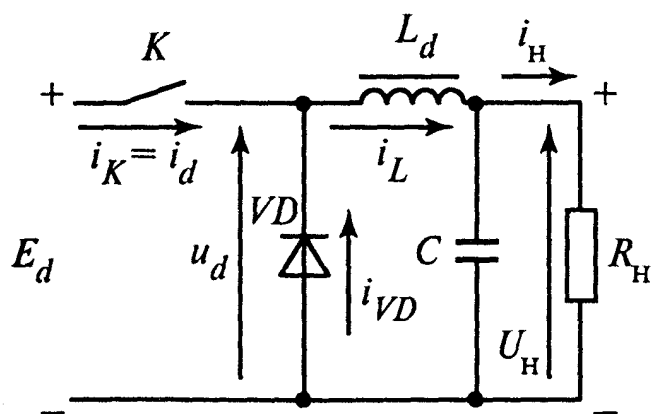 K
L_d
i_н
+
+
i_K = i_d
i_L
VD
E_d
u_d
i_VD
C
R_н
U_н
−
−